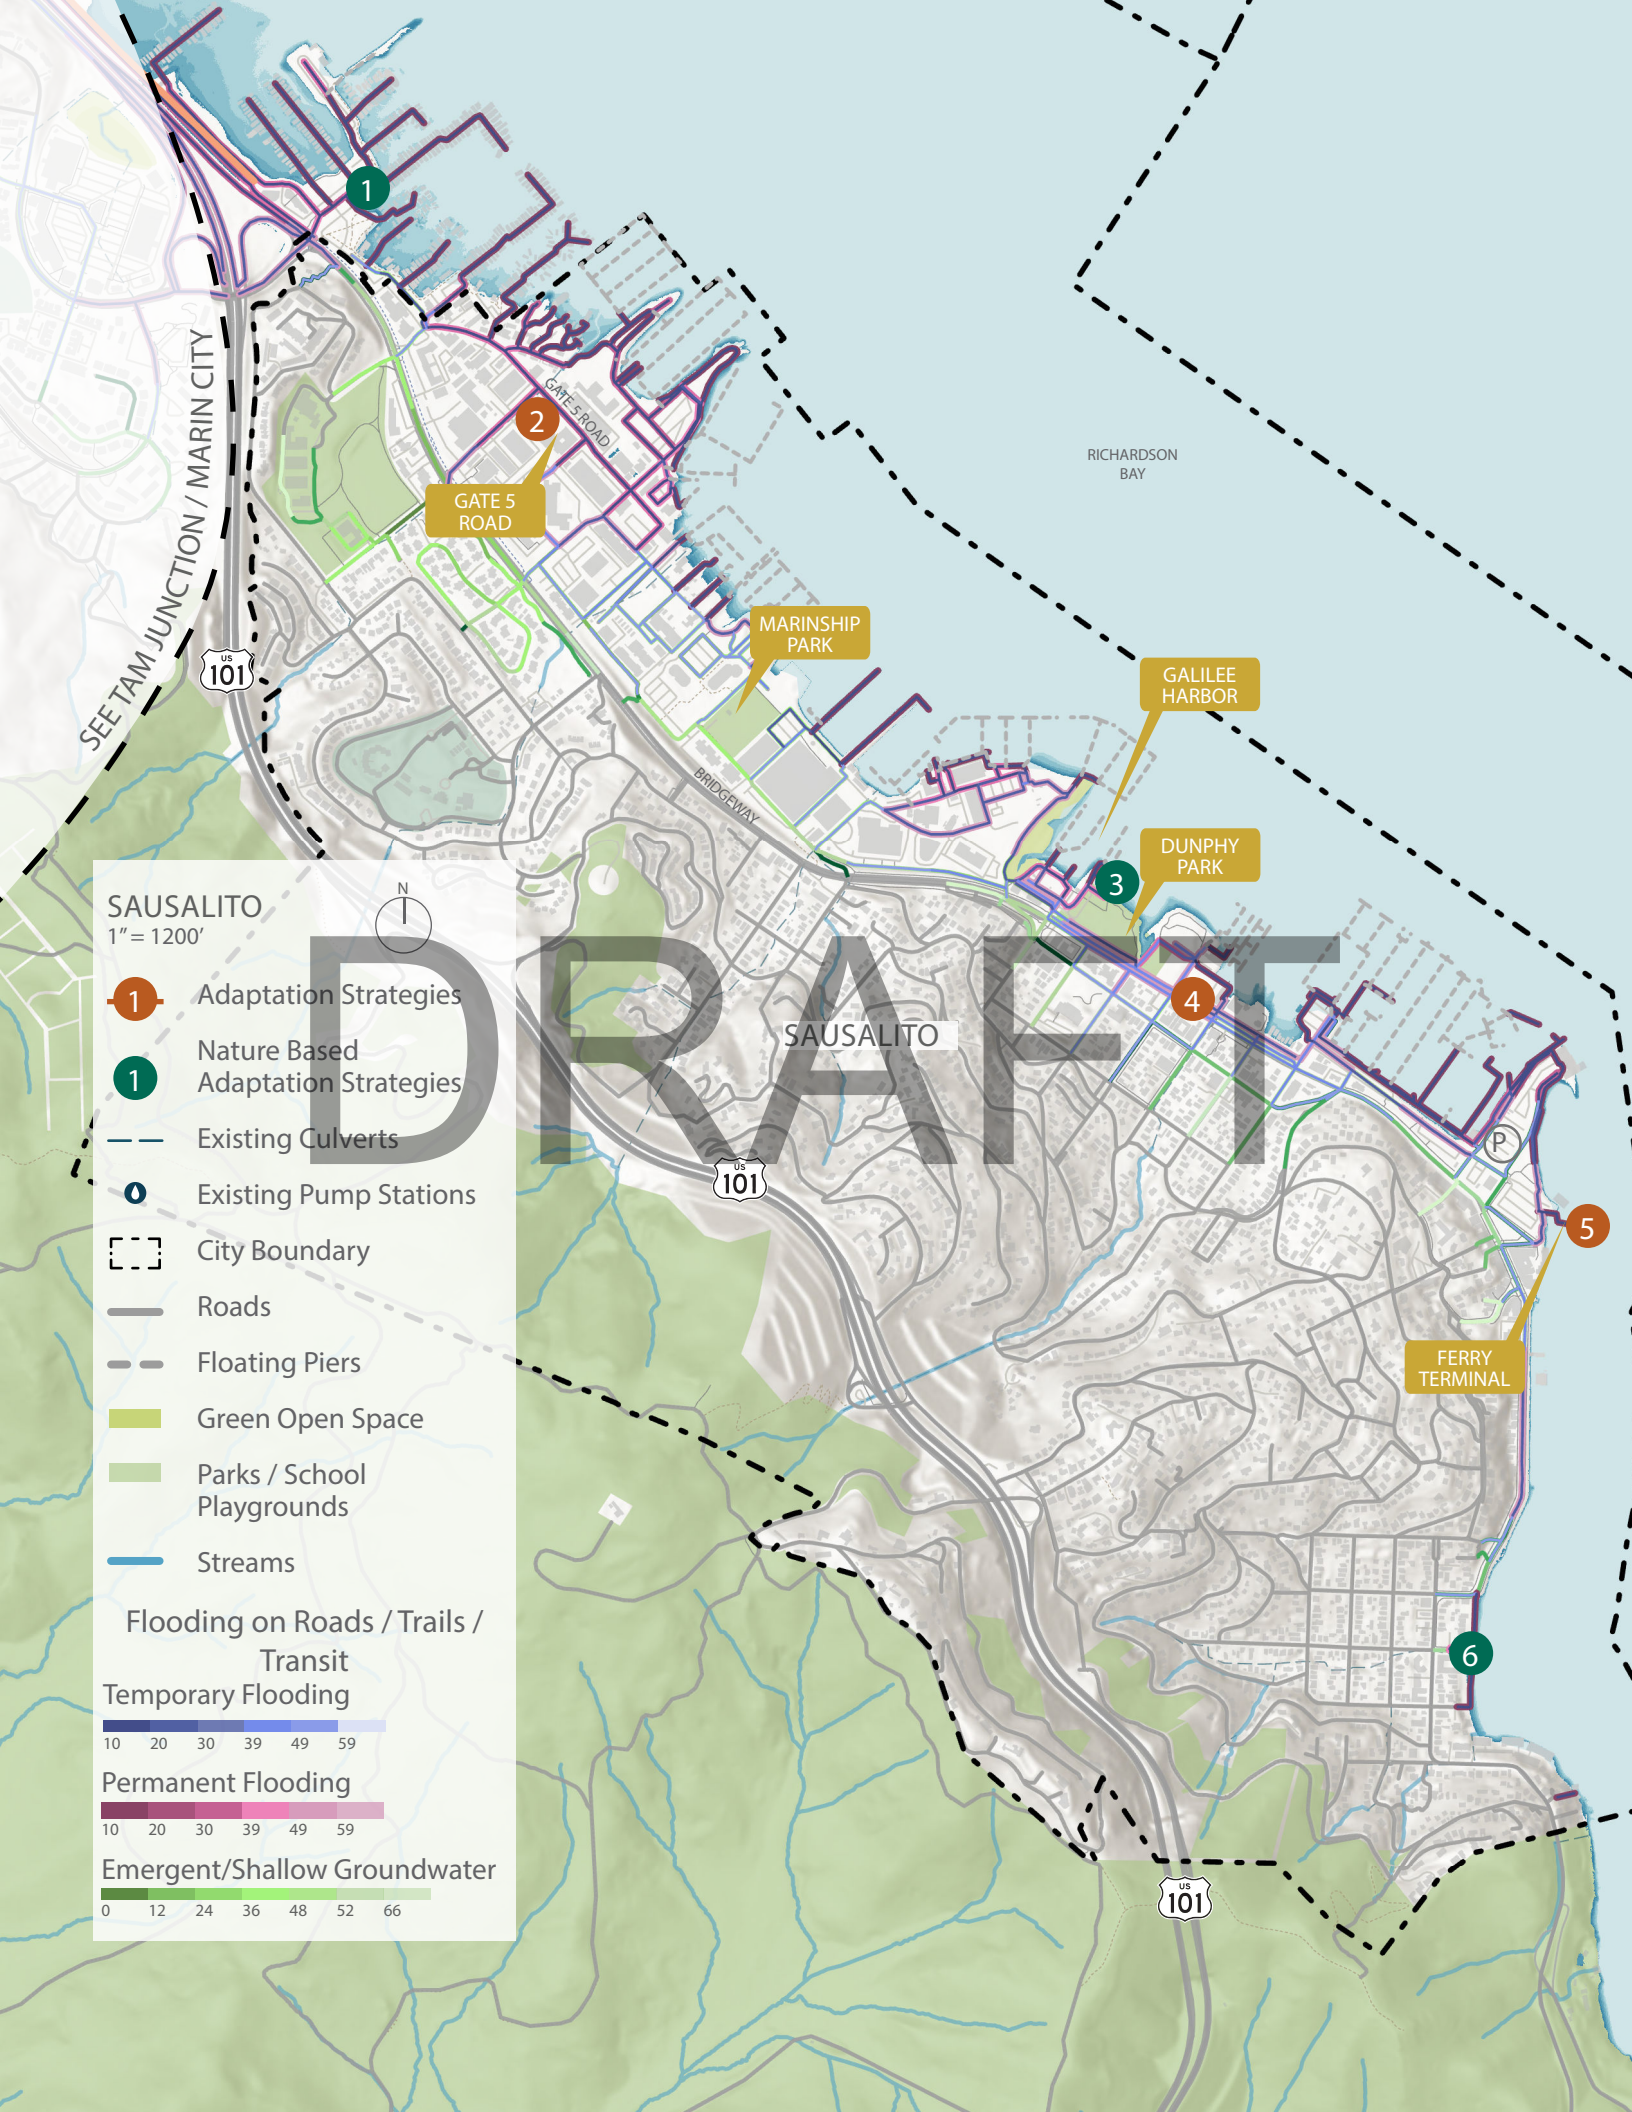 1
2
GATE 5 ROAD
GATE 5
ROAD
SEE TAM JUNCTION / MARIN CITY
RICHARDSON
BAY
US
101
MARINSHIP
PARK
GALILEE
HARBOR
BRIDGEWAY
DUNPHY
PARK
3
4
SAUSALITO
DRAFT
P
5
US
101
FERRY
TERMINAL
6
US
101
SAUSALITO
1” = 1200’
N
1
Adaptation Strategies
1
Nature Based
Adaptation Strategies
Existing Culverts
Existing Pump Stations
City Boundary
Roads
Floating Piers
Green Open Space
Parks / School
Playgrounds
Streams
Flooding on Roads / Trails /
Transit
Temporary Flooding
10 20 30 39 49 59
Permanent Flooding
10 20 30 39 49 59
Emergent/Shallow Groundwater
0 12 24 36 48 52 66